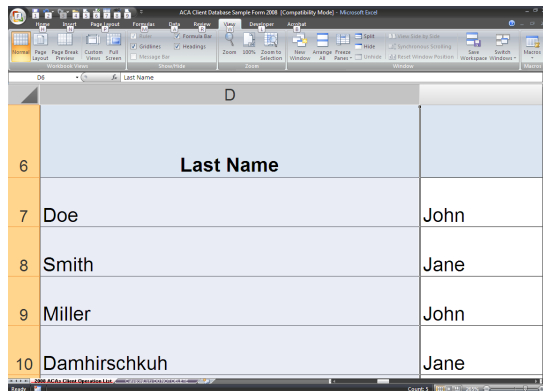 ACA Client Database Sample Form 2008 [Compatibility Mode] - Microsoft Excel
Home Insert Page Layout Formulas Data Review View Developer Acrobat
Normal Page Layout Page Break Preview Custom Views Full Screen
Workbook Views
Ruler Formula Bar
Gridlines Headings
Message Bar
Show/Hide
Zoom 100% Zoom to Selection
Zoom
New Window Arrange All Freeze Panes
Split
Hide
Unhide
View Side by Side
Synchronous Scrolling
Reset Window Position
Window
Save Workspace Switch Windows
Macros
Macros
D6 Last Name
D
6 Last Name
7 Doe John
8 Smith Jane
9 Miller John
10 Damhirschkuh Jane
2008 ACAx Client Operation List
Ready Count: 5